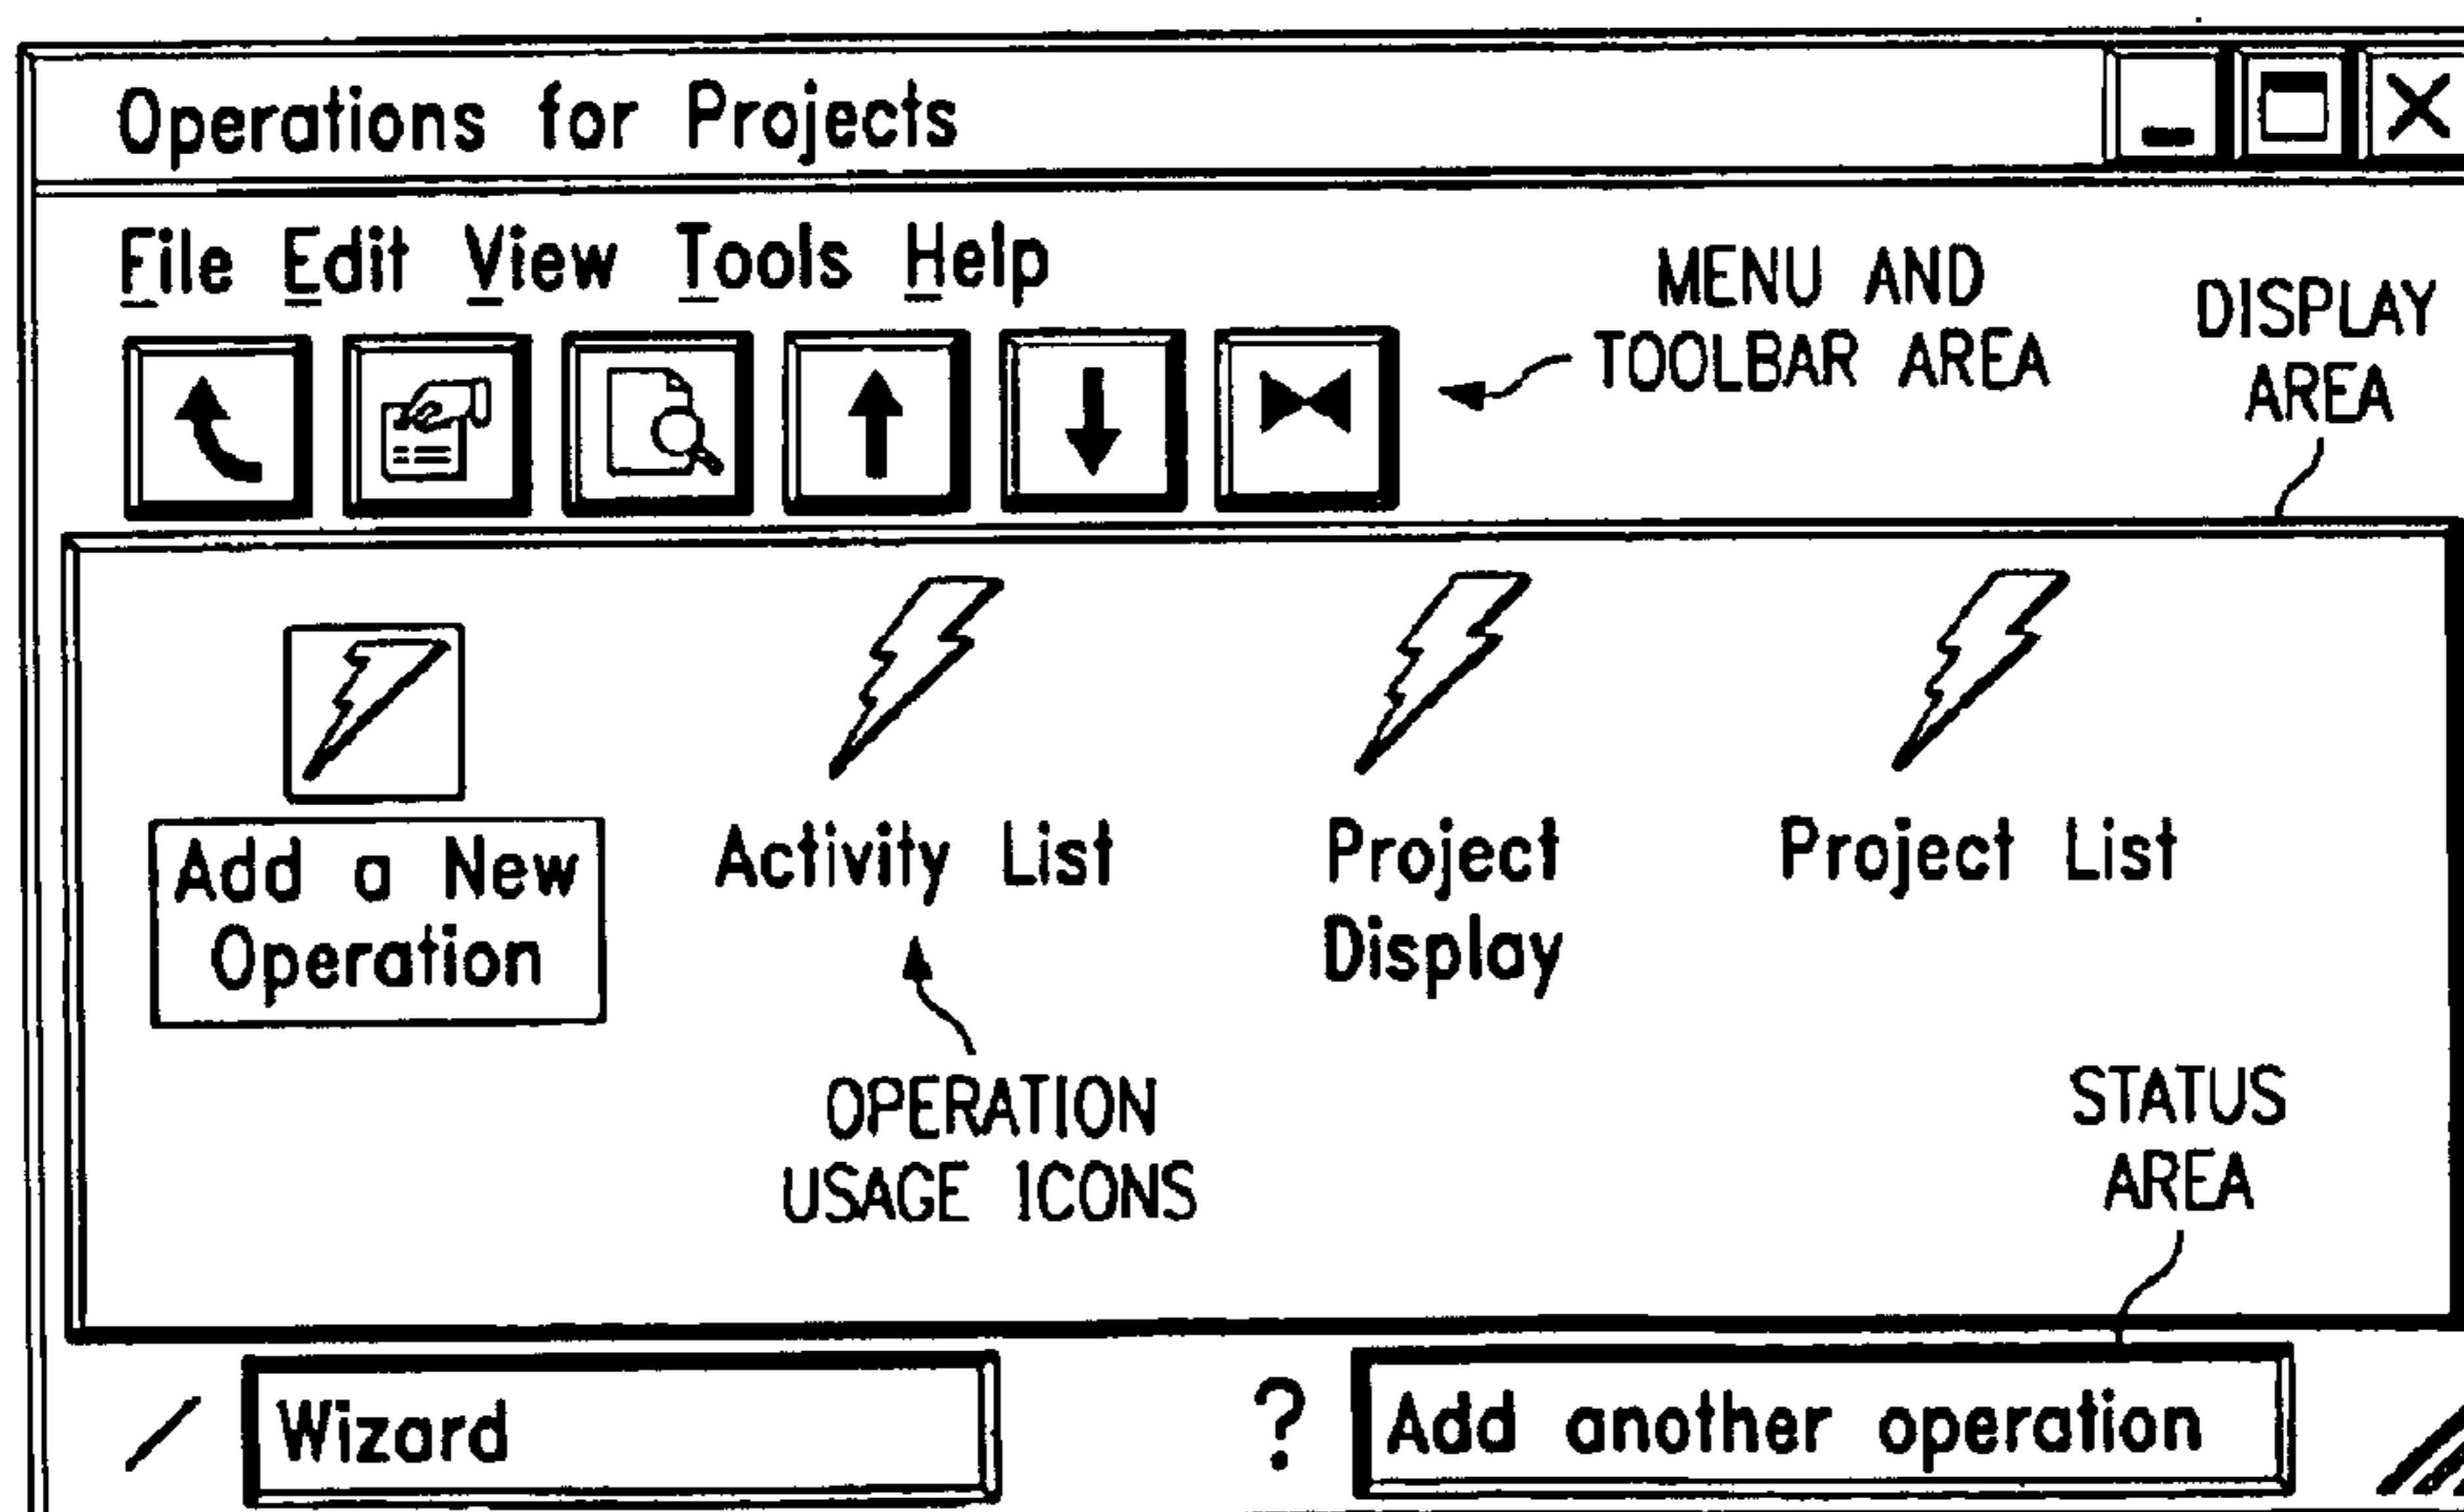 Operations for Projects
File Edit View Tools Help
MENU AND
TOOLBAR AREA
DISPLAY
AREA
Add a New
Operation
Activity List
Project
Display
Project List
OPERATION
USAGE ICONS
STATUS
AREA
Wizard
? Add another operation